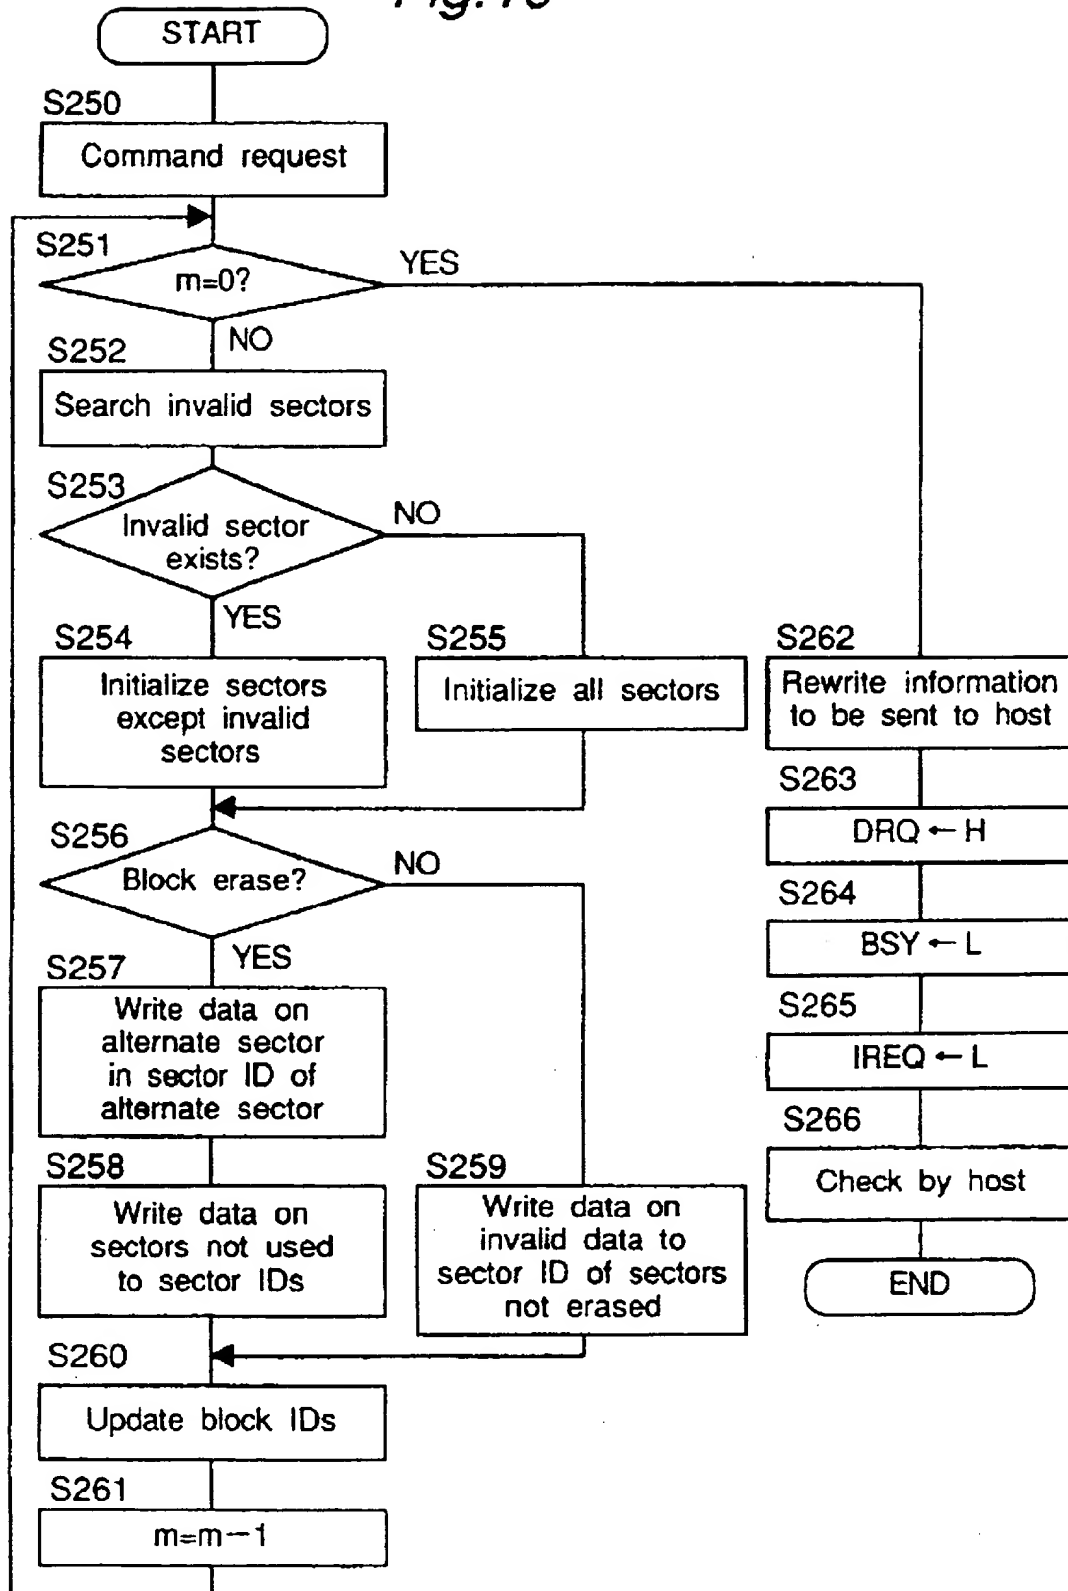 START
S250
Command request
S251
m=0?
YES
NO
S252
Search invalid sectors
S253
Invalid sector
exists?
NO
YES
S254
Initialize sectors
except invalid
sectors
S255
Initialize all sectors
S256
Block erase?
NO
YES
S257
Write data on
alternate sector
in sector ID of
alternate sector
S258
Write data on
sectors not used
to sector IDs
S259
Write data on
invalid data to
sector ID of sectors
not erased
S260
Update block IDs
S261
m=m−1
S262
Rewrite information
to be sent to host
S263
DRQ ← H
S264
BSY ← L
S265
IREQ ← L
S266
Check by host
END